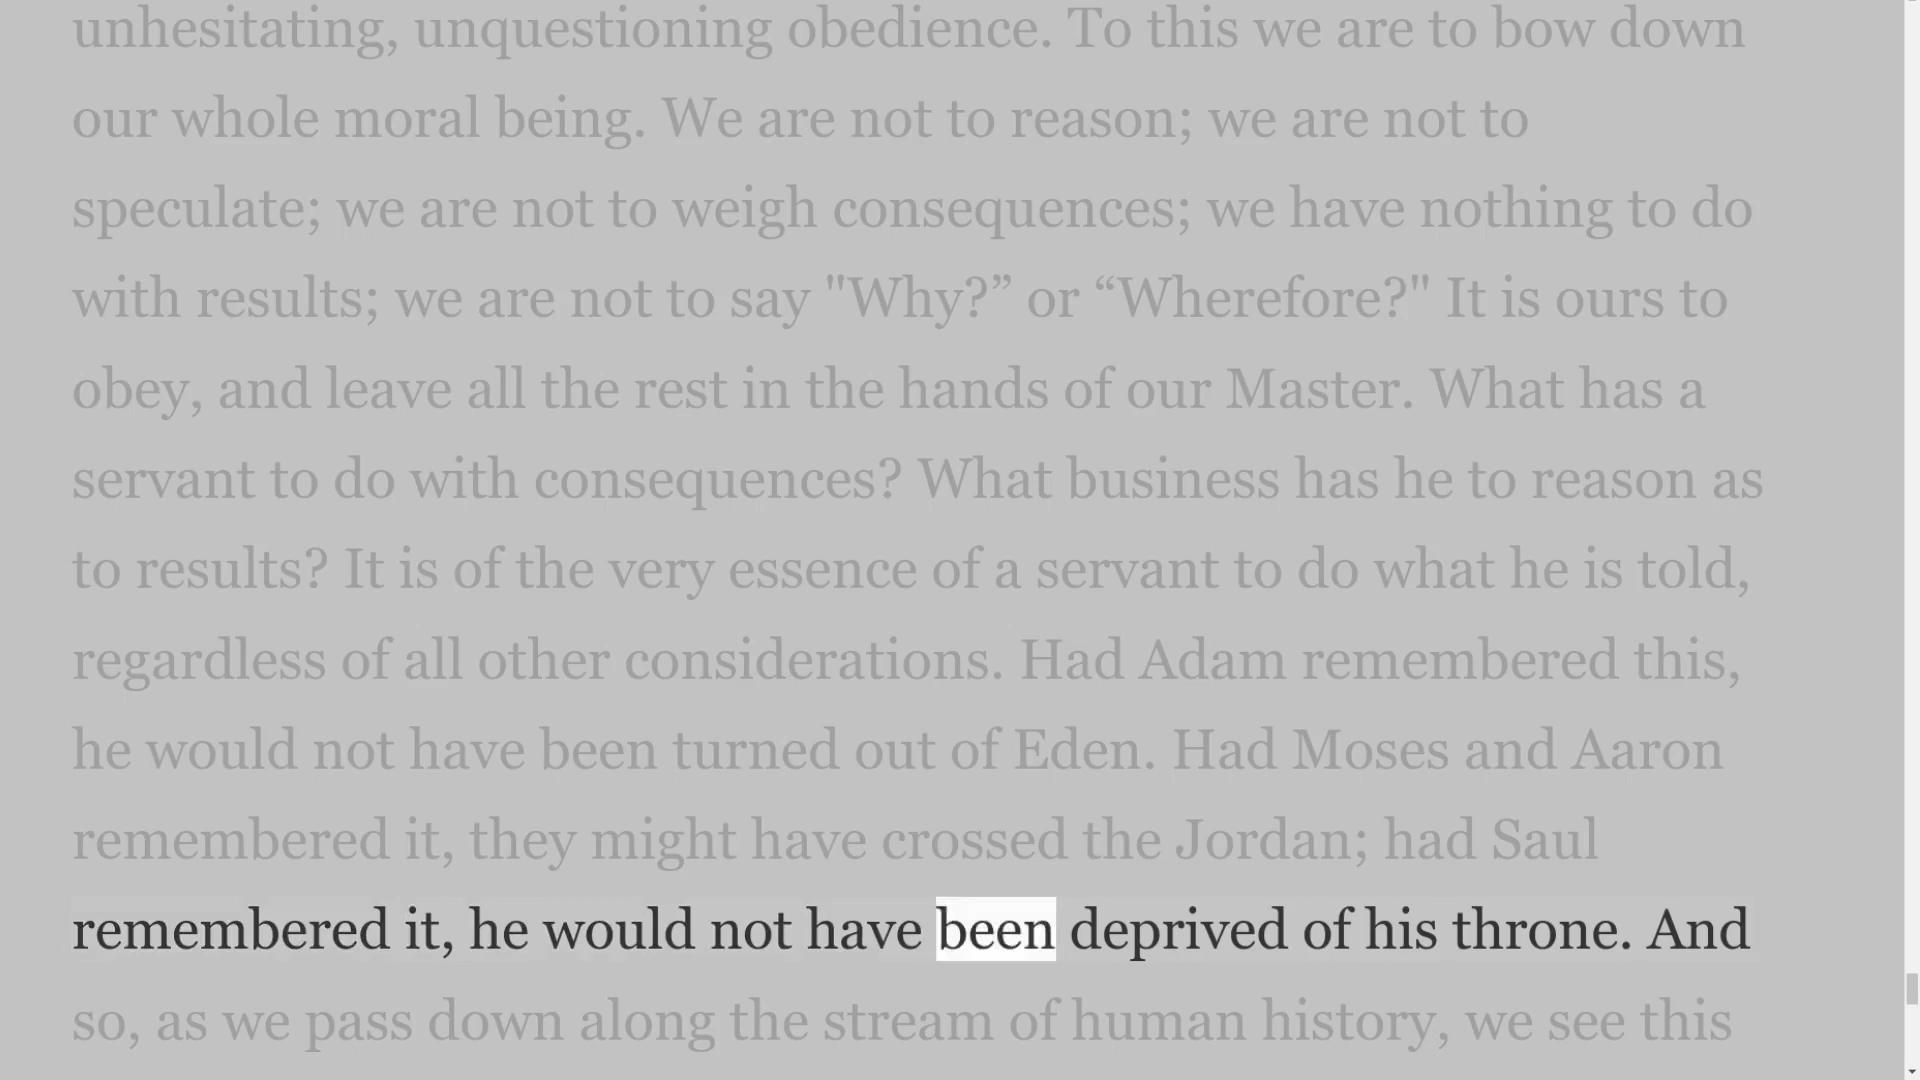 unhesitating, unquestioning obedience. To this we are to bow down
our whole moral being. We are not to reason; we are not to
speculate; we are not to weigh consequences; we have nothing to do
with results; we are not to say "Why?” or “Wherefore?" It is ours to
obey, and leave all the rest in the hands of our Master. What has a
servant to do with consequences? What business has he to reason as
to results? It is of the very essence of a servant to do what he is told,
regardless of all other considerations. Had Adam remembered this,
he would not have been turned out of Eden. Had Moses and Aaron
remembered it, they might have crossed the Jordan; had Saul
remembered it, he would not have been deprived of his throne. And
so, as we pass down along the stream of human history, we see this